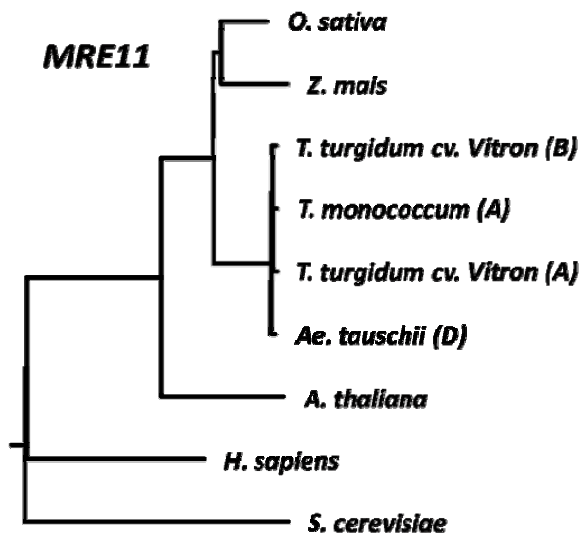 O. sativa
MRE11
Z. mais
T. turgidum cv. Vitron (B)
T. monococcum (A)
T. turgidum cv. Vitron (A)
Ae. tauschii (D)
A. thaliana
H. sapiens
S. cerevisiae